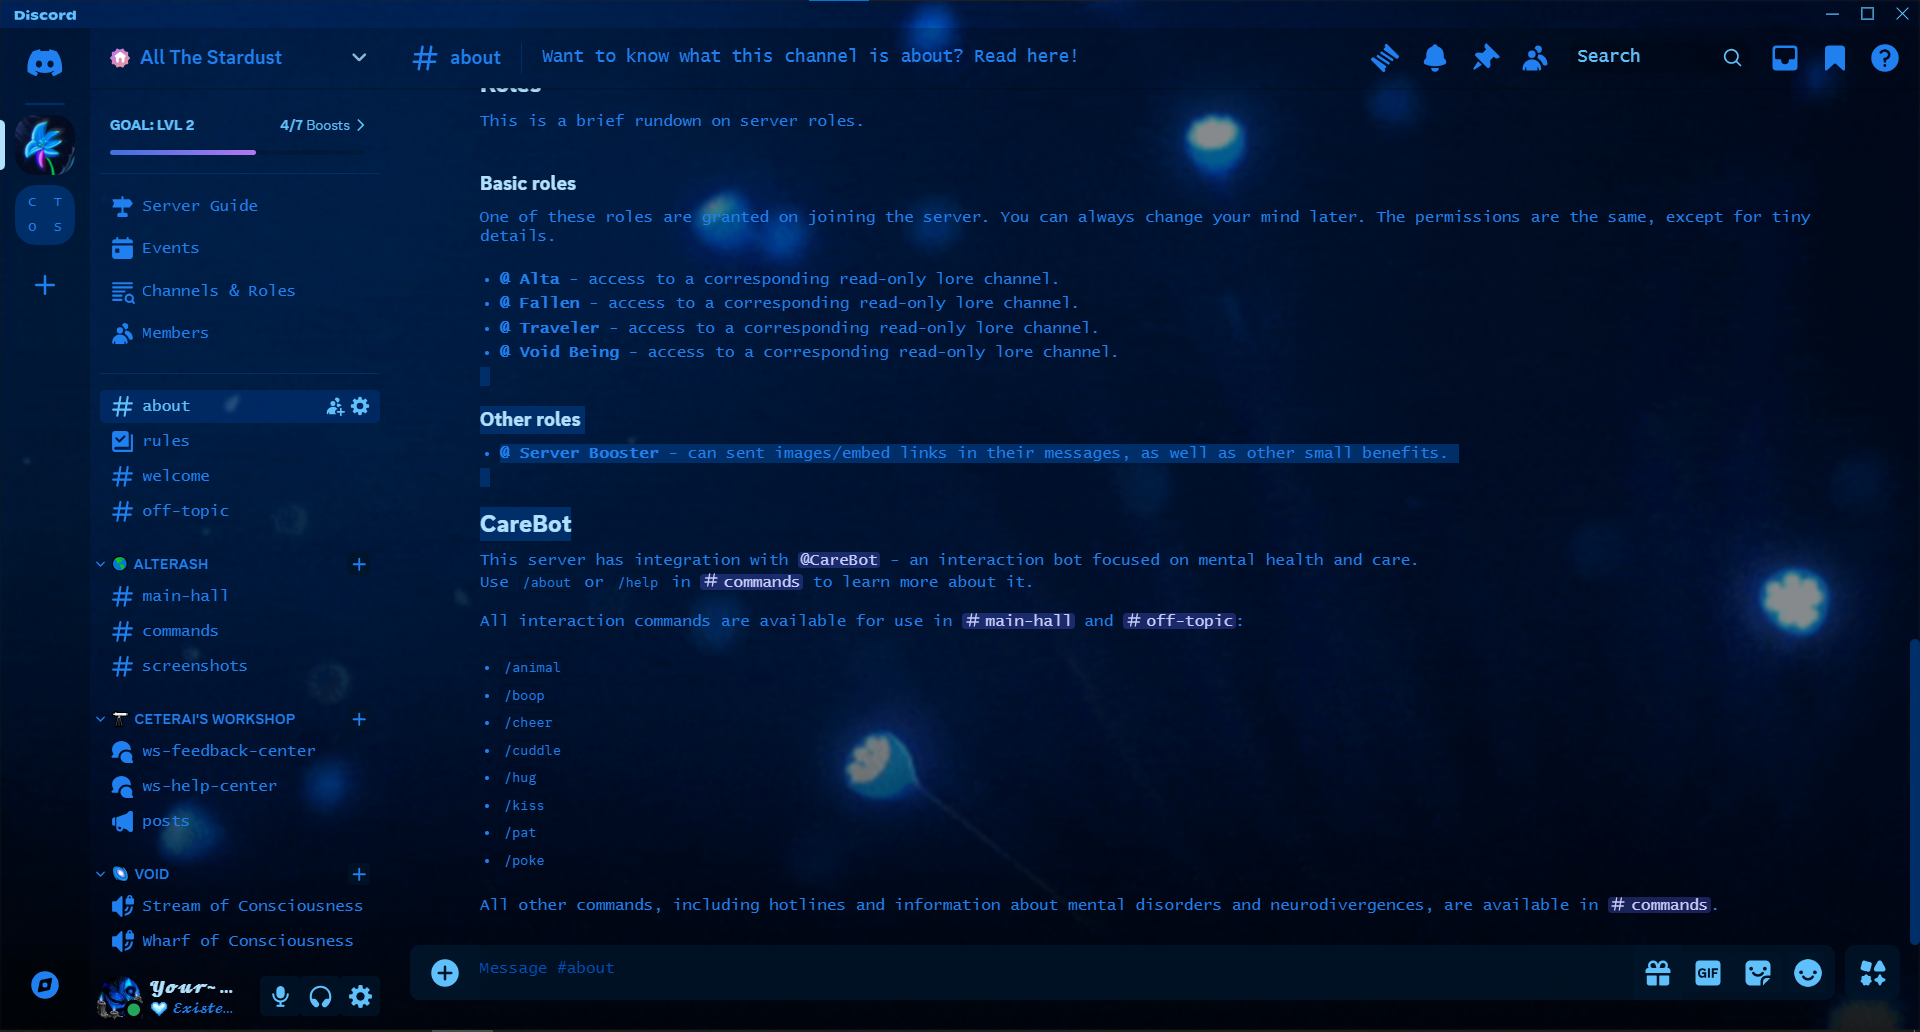 Discord
All The Stardust
about
Want to know what this channel is about? Read here!
Search
GOAL: LVL 2
4/7 Boosts
C T
O S
Server Guide
Events
Channels & Roles
Members
about
rules
welcome
off-topic
ALTERASH
main-hall
commands
screenshots
CETERAI'S WORKSHOP
ws-feedback-center
ws-help-center
posts
VOID
Stream of Consciousness
Wharf of Consciousness
Your~ ...
Existe...
Roles
This is a brief rundown on server roles.
Basic roles
One of these roles are granted on joining the server. You can always change your mind later. The permissions are the same, except for tiny
details.
• @ Alta - access to a corresponding read-only lore channel.
• @ Fallen - access to a corresponding read-only lore channel.
• @ Traveler - access to a corresponding read-only lore channel.
• @ Void Being - access to a corresponding read-only lore channel.
Other roles
• @ Server Booster - can sent images/embed links in their messages, as well as other small benefits.
CareBot
This server has integration with @CareBot - an interaction bot focused on mental health and care.
Use /about or /help in # commands to learn more about it.
All interaction commands are available for use in # main-hall and # off-topic:
• /animal
• /boop
• /cheer
• /cuddle
• /hug
• /kiss
• /pat
• /poke
All other commands, including hotlines and information about mental disorders and neurodivergences, are available in # commands.
Message #about
GIF